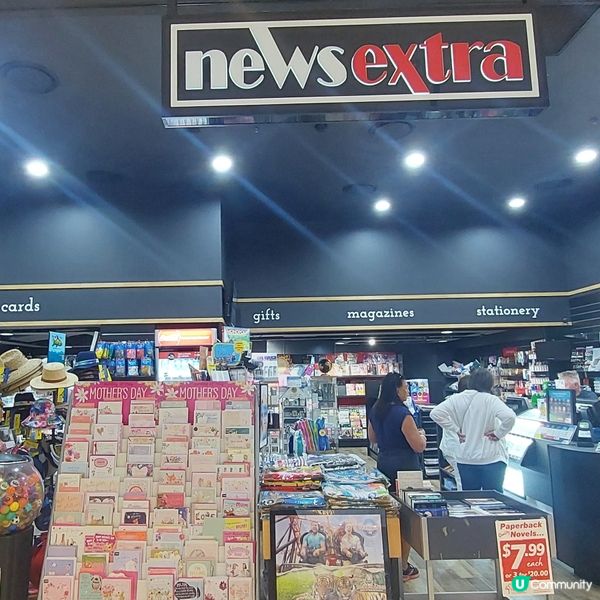 newsextra
cards
gifts
magazines
stationery
MOTHER'S DAY
MOTHER'S DAY
Paperback
Novels...
$7.99
each
or 3 for $20.00
U Community